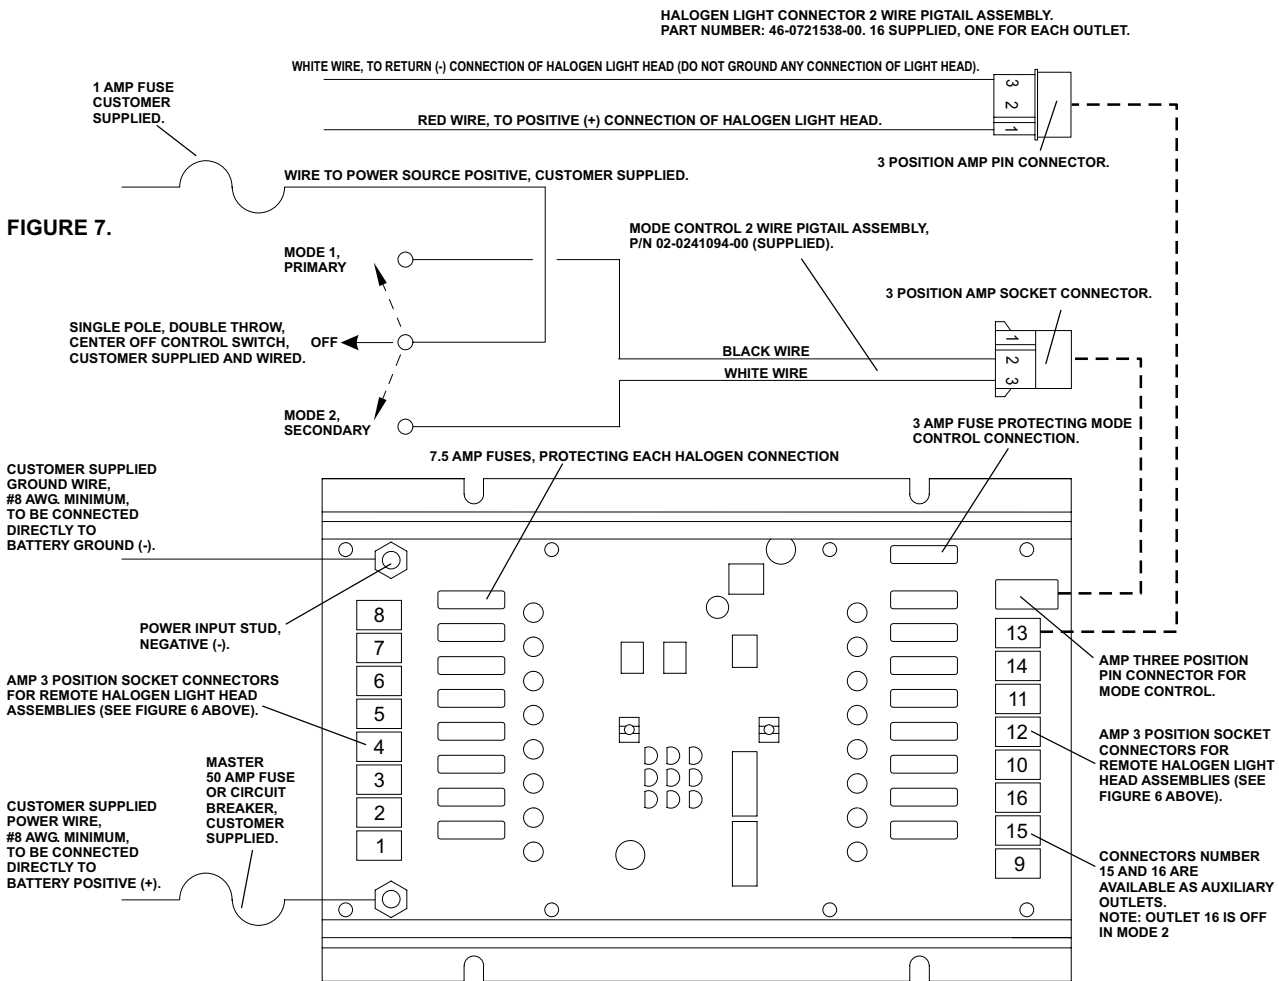 HALOGEN LIGHT CONNECTOR 2 WIRE PIGTAIL ASSEMBLY.
PART NUMBER: 46-0721538-00. 16 SUPPLIED, ONE FOR EACH OUTLET.
WHITE WIRE, TO RETURN (-) CONNECTION OF HALOGEN LIGHT HEAD (DO NOT GROUND ANY CONNECTION OF LIGHT HEAD).
3
2
1
1 AMP FUSE
CUSTOMER
SUPPLIED.
RED WIRE, TO POSITIVE (+) CONNECTION OF HALOGEN LIGHT HEAD.
3 POSITION AMP PIN CONNECTOR.
WIRE TO POWER SOURCE POSITIVE, CUSTOMER SUPPLIED.
FIGURE 7.
MODE CONTROL 2 WIRE PIGTAIL ASSEMBLY,
P/N 02-0241094-00 (SUPPLIED).
MODE 1,
PRIMARY
3 POSITION AMP SOCKET CONNECTOR.
SINGLE POLE, DOUBLE THROW,
CENTER OFF CONTROL SWITCH,
CUSTOMER SUPPLIED AND WIRED.
OFF
1
2
3
BLACK WIRE
WHITE WIRE
MODE 2,
SECONDARY
3 AMP FUSE PROTECTING MODE
CONTROL CONNECTION.
7.5 AMP FUSES, PROTECTING EACH HALOGEN CONNECTION
CUSTOMER SUPPLIED
GROUND WIRE,
#8 AWG. MINIMUM,
TO BE CONNECTED
DIRECTLY TO
BATTERY GROUND (-).
POWER INPUT STUD,
NEGATIVE (-).
AMP 3 POSITION SOCKET CONNECTORS
FOR REMOTE HALOGEN LIGHT HEAD
ASSEMBLIES (SEE FIGURE 6 ABOVE).
MASTER
50 AMP FUSE
OR CIRCUIT
BREAKER,
CUSTOMER
SUPPLIED.
CUSTOMER SUPPLIED
POWER WIRE,
#8 AWG. MINIMUM,
TO BE CONNECTED
DIRECTLY TO
BATTERY POSITIVE (+).
8
7
6
5
4
3
2
1
13
14
11
12
10
16
15
9
AMP THREE POSITION
PIN CONNECTOR FOR
MODE CONTROL.
AMP 3 POSITION SOCKET
CONNECTORS FOR
REMOTE HALOGEN LIGHT
HEAD ASSEMBLIES (SEE
FIGURE 6 ABOVE).
CONNECTORS NUMBER
15 AND 16 ARE
AVAILABLE AS AUXILIARY
OUTLETS.
NOTE: OUTLET 16 IS OFF
IN MODE 2